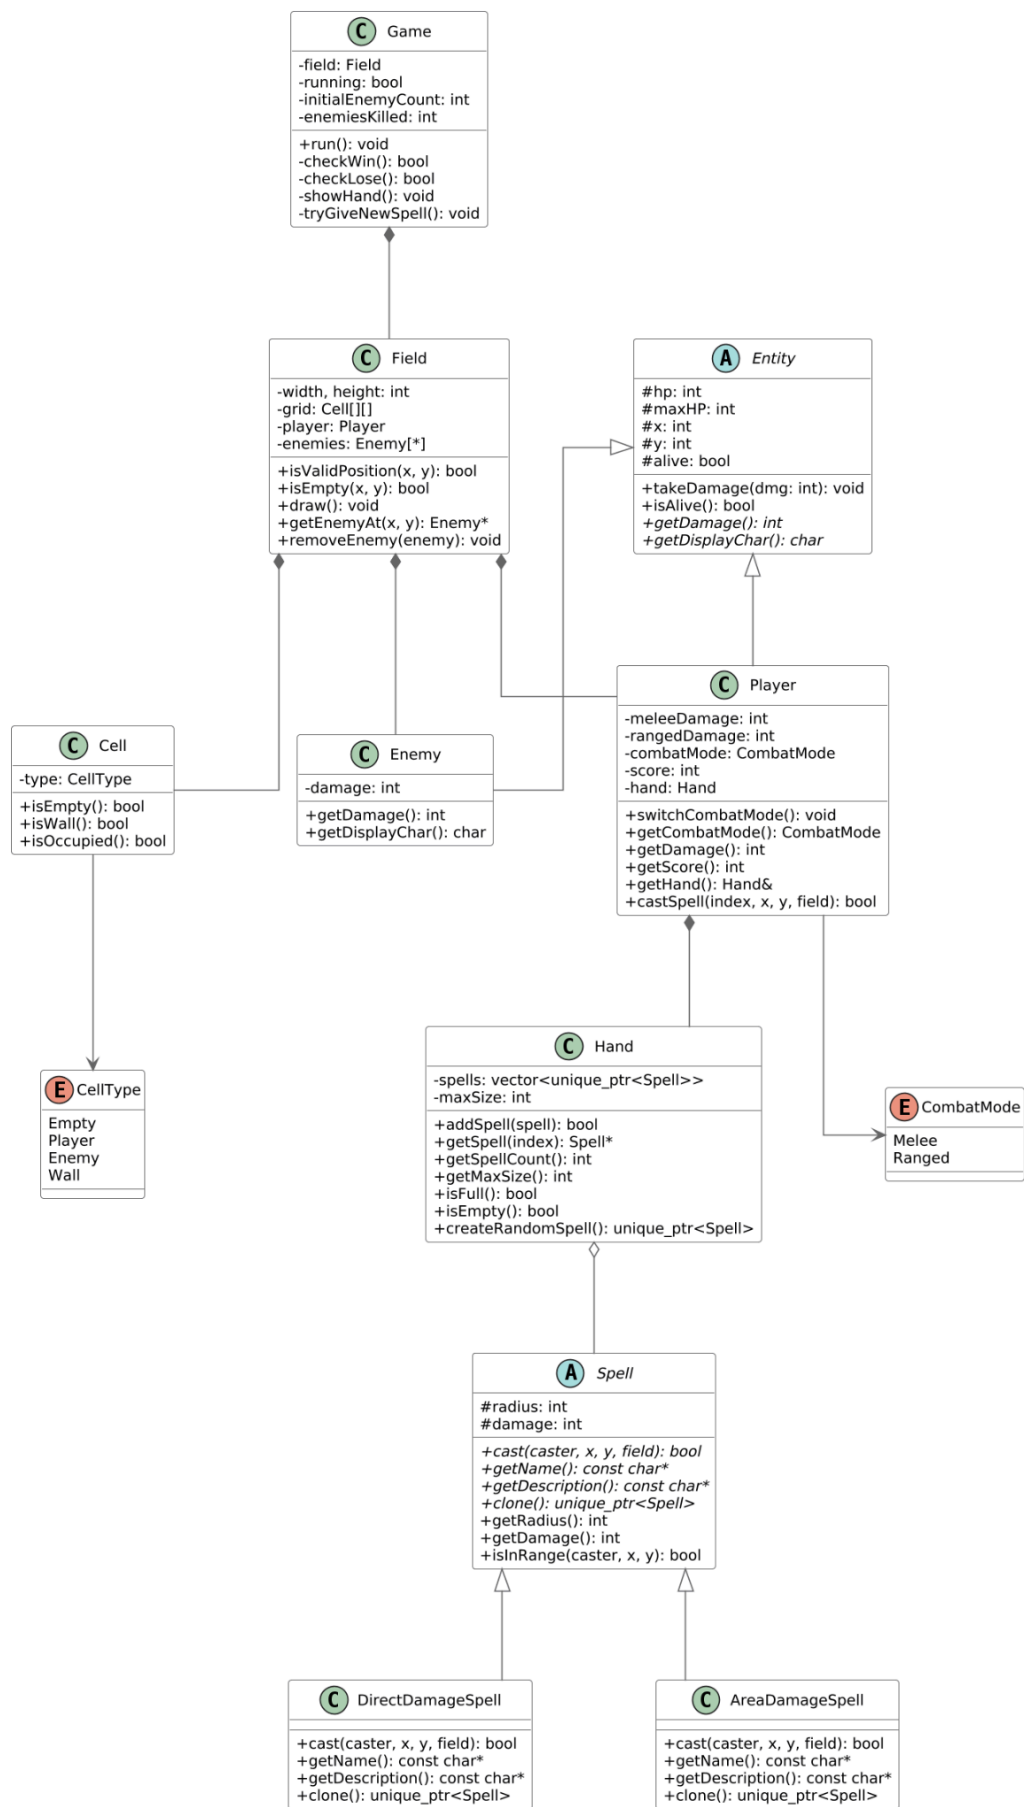 C Game
-field: Field
-running: bool
-initialEnemyCount: int
-enemiesKilled: int
+run(): void
-checkWin(): bool
-checkLose(): bool
-showHand(): void
-tryGiveNewSpell(): void
C Field
-width, height: int
-grid: Cell[][]
-player: Player
-enemies: Enemy[*]
+isValidPosition(x, y): bool
+isEmpty(x, y): bool
+draw(): void
+getEnemyAt(x, y): Enemy*
+removeEnemy(enemy): void
A Entity
#hp: int
#maxHP: int
#x: int
#y: int
#alive: bool
+takeDamage(dmg: int): void
+isAlive(): bool
+getDamage(): int
+getDisplayChar(): char
C Cell
-type: CellType
+isEmpty(): bool
+isWall(): bool
+isOccupied(): bool
C Enemy
-damage: int
+getDamage(): int
+getDisplayChar(): char
C Player
-meleeDamage: int
-rangedDamage: int
-combatMode: CombatMode
-score: int
-hand: Hand
+switchCombatMode(): void
+getCombatMode(): CombatMode
+getDamage(): int
+getScore(): int
+getHand(): Hand&
+castSpell(index, x, y, field): bool
E CellType
Empty
Player
Enemy
Wall
C Hand
-spells: vector<unique_ptr<Spell>>
-maxSize: int
+addSpell(spell): bool
+getSpell(index): Spell*
+getSpellCount(): int
+getMaxSize(): int
+isFull(): bool
+isEmpty(): bool
+createRandomSpell(): unique_ptr<Spell>
E CombatMode
Melee
Ranged
A Spell
#radius: int
#damage: int
+cast(caster, x, y, field): bool
+getName(): const char*
+getDescription(): const char*
+clone(): unique_ptr<Spell>
+getRadius(): int
+getDamage(): int
+isInRange(caster, x, y): bool
C DirectDamageSpell
+cast(caster, x, y, field): bool
+getName(): const char*
+getDescription(): const char*
+clone(): unique_ptr<Spell>
C AreaDamageSpell
+cast(caster, x, y, field): bool
+getName(): const char*
+getDescription(): const char*
+clone(): unique_ptr<Spell>